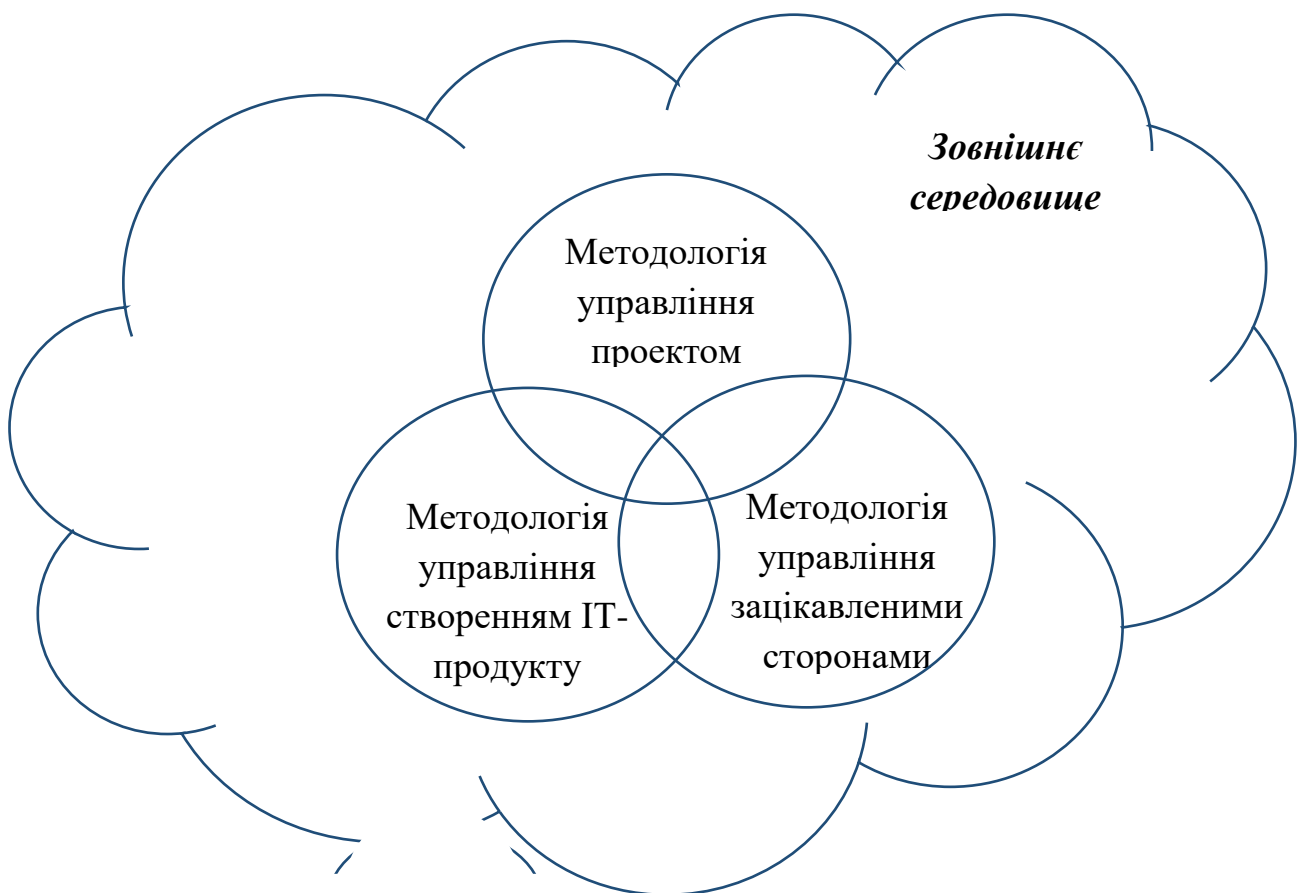 Зовнішнє
середовище
Методологія
управління
проектом
Методологія
управління
створенням ІТ-
продукту
Методологія
управління
зацікавленими
сторонами